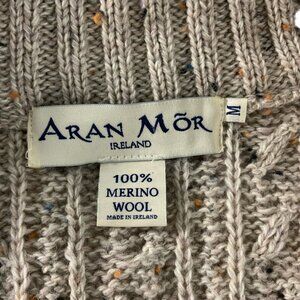 ARAN MÕR
IRELAND
M
100%
MERINO
WOOL
MADE IN IRELAND